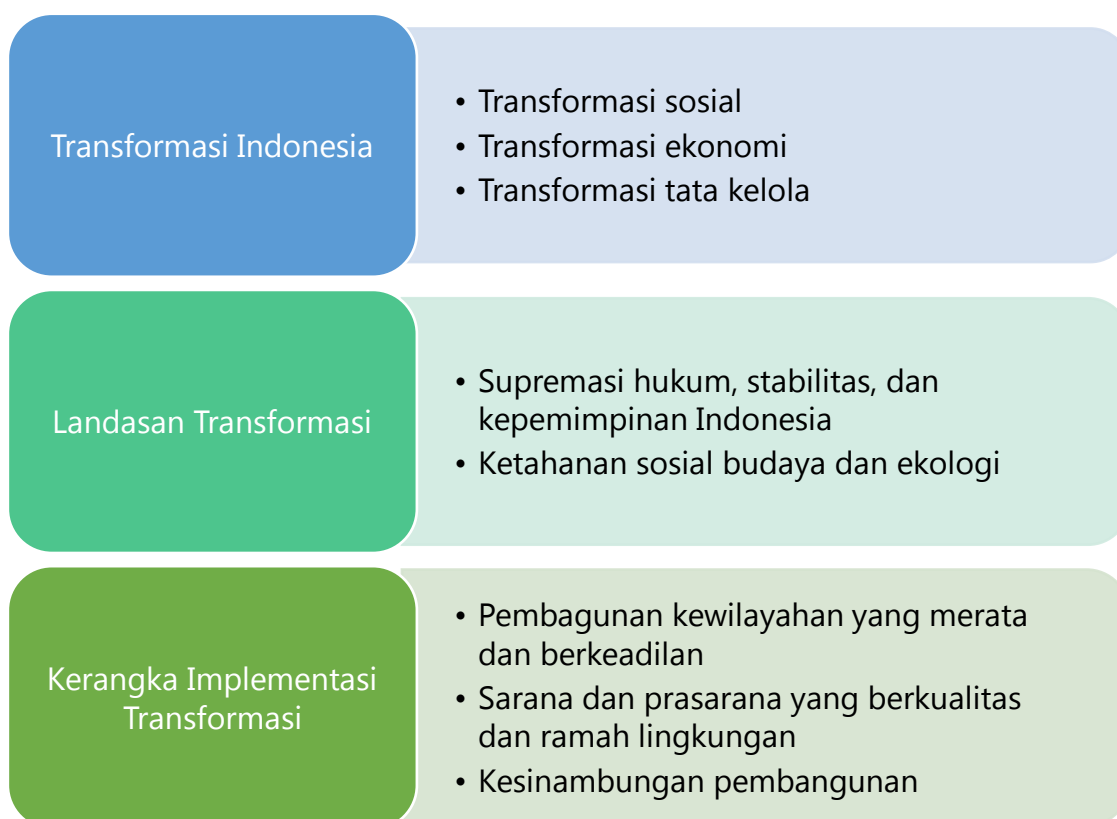 Transformasi Indonesia
• Transformasi sosial
• Transformasi ekonomi
• Transformasi tata kelola
Landasan Transformasi
• Supremasi hukum, stabilitas, dan
kepemimpinan Indonesia
• Ketahanan sosial budaya dan ekologi
Kerangka Implementasi
Transformasi
• Pembagunan kewilayahan yang merata
dan berkeadilan
• Sarana dan prasarana yang berkualitas
dan ramah lingkungan
• Kesinambungan pembangunan